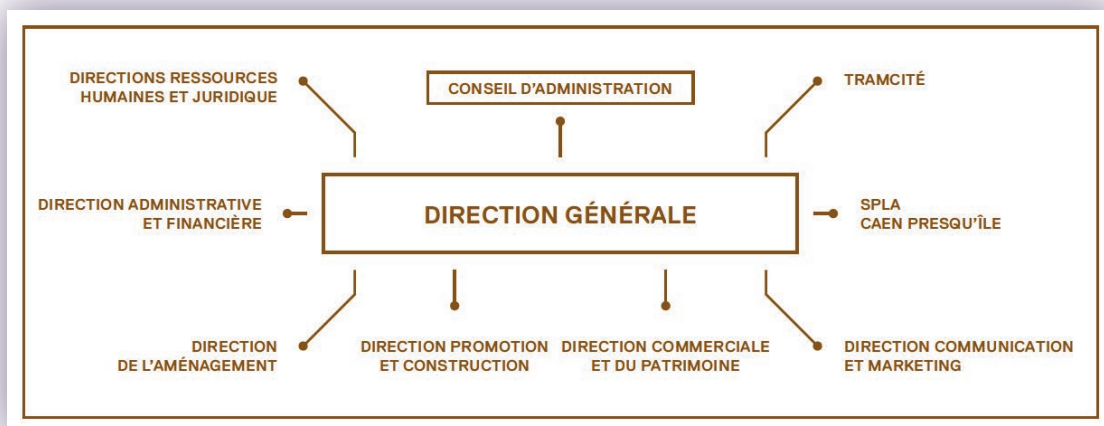 DIRECTIONS RESSOURCES
HUMAINES ET JURIDIQUE
CONSEIL D'ADMINISTRATION
TRAMCITÉ
DIRECTION ADMINISTRATIVE
ET FINANCIÈRE
DIRECTION GÉNÉRALE
SPLA
CAEN PRESQU'ÎLE
DIRECTION
DE L'AMÉNAGEMENT
DIRECTION PROMOTION
ET CONSTRUCTION
DIRECTION COMMERCIALE
ET DU PATRIMOINE
DIRECTION COMMUNICATION
ET MARKETING